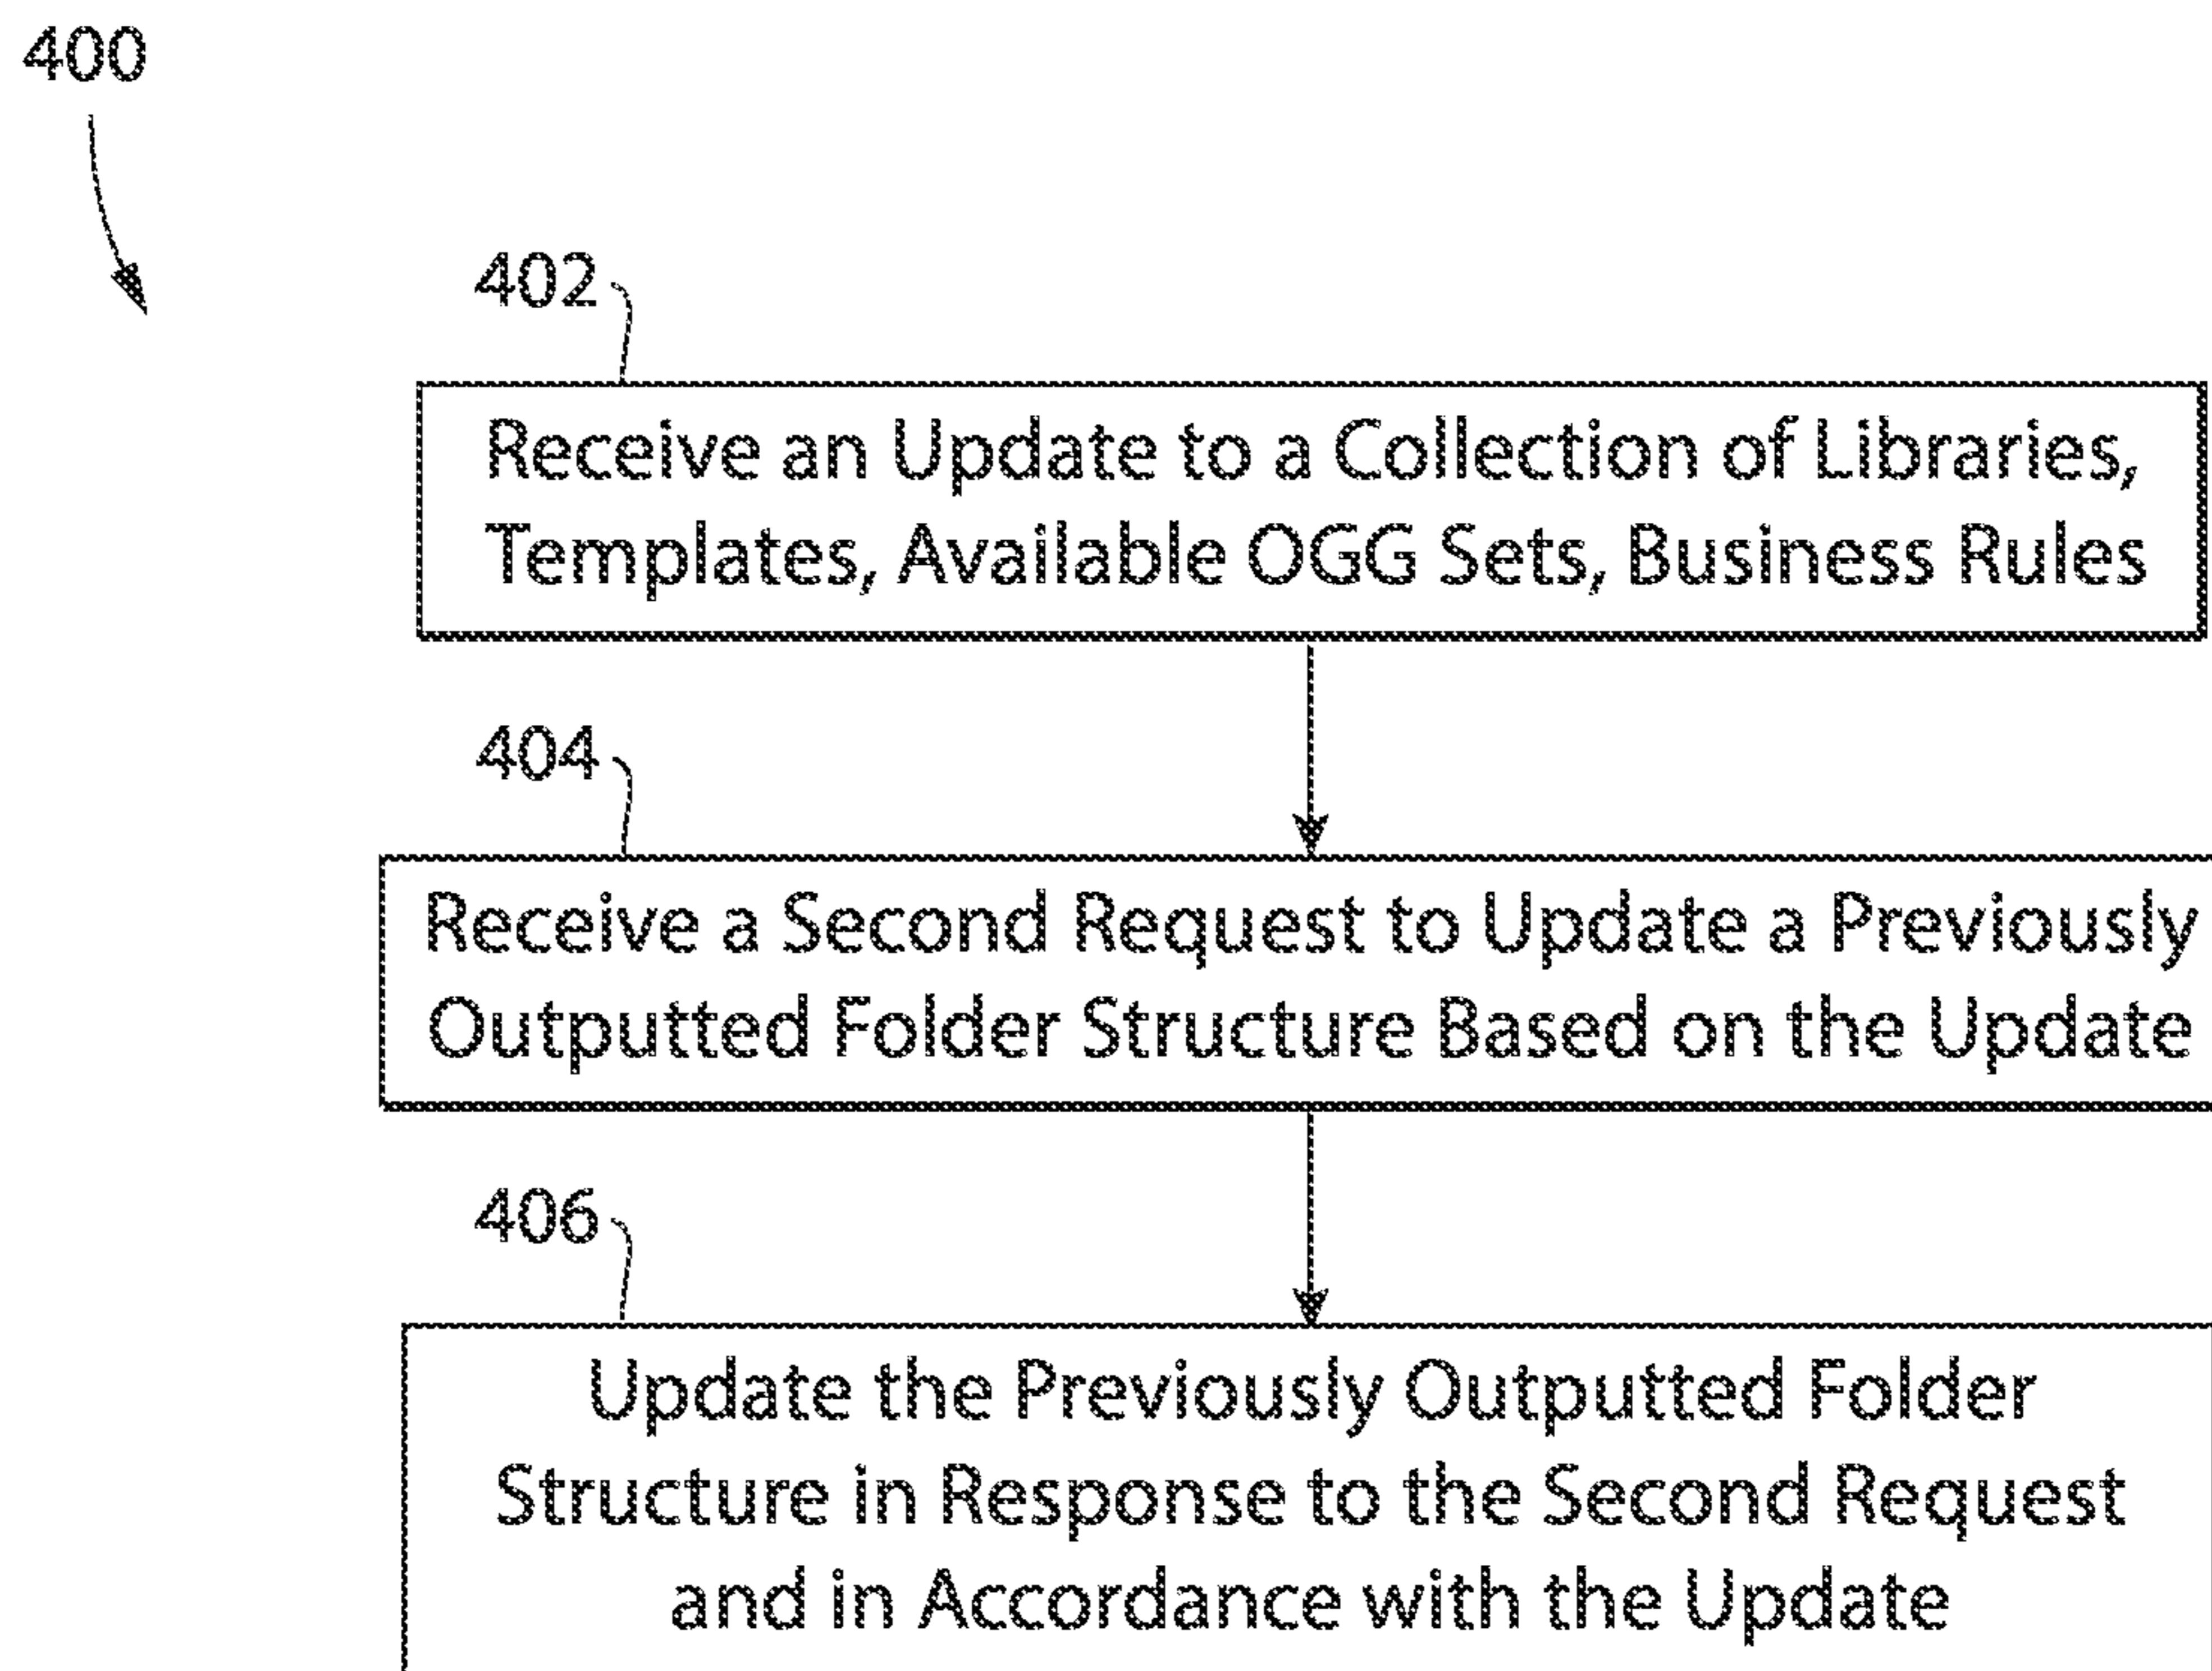 400
402
Receive an Update to a Collection of Libraries,
Templates, Available OGG Sets, Business Rules
404
Receive a Second Request to Update a Previously
Outputted Folder Structure Based on the Update
406
Update the Previously Outputted Folder
Structure in Response to the Second Request
and in Accordance with the Update